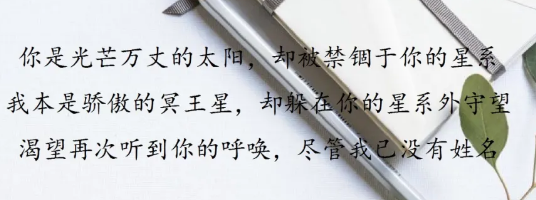 你是光芒万丈的太阳，却被禁锢于你的星系
我本是骄傲的冥王星，却躲在你的星系外守望
渴望再次听到你的呼唤，尽管我已没有姓名